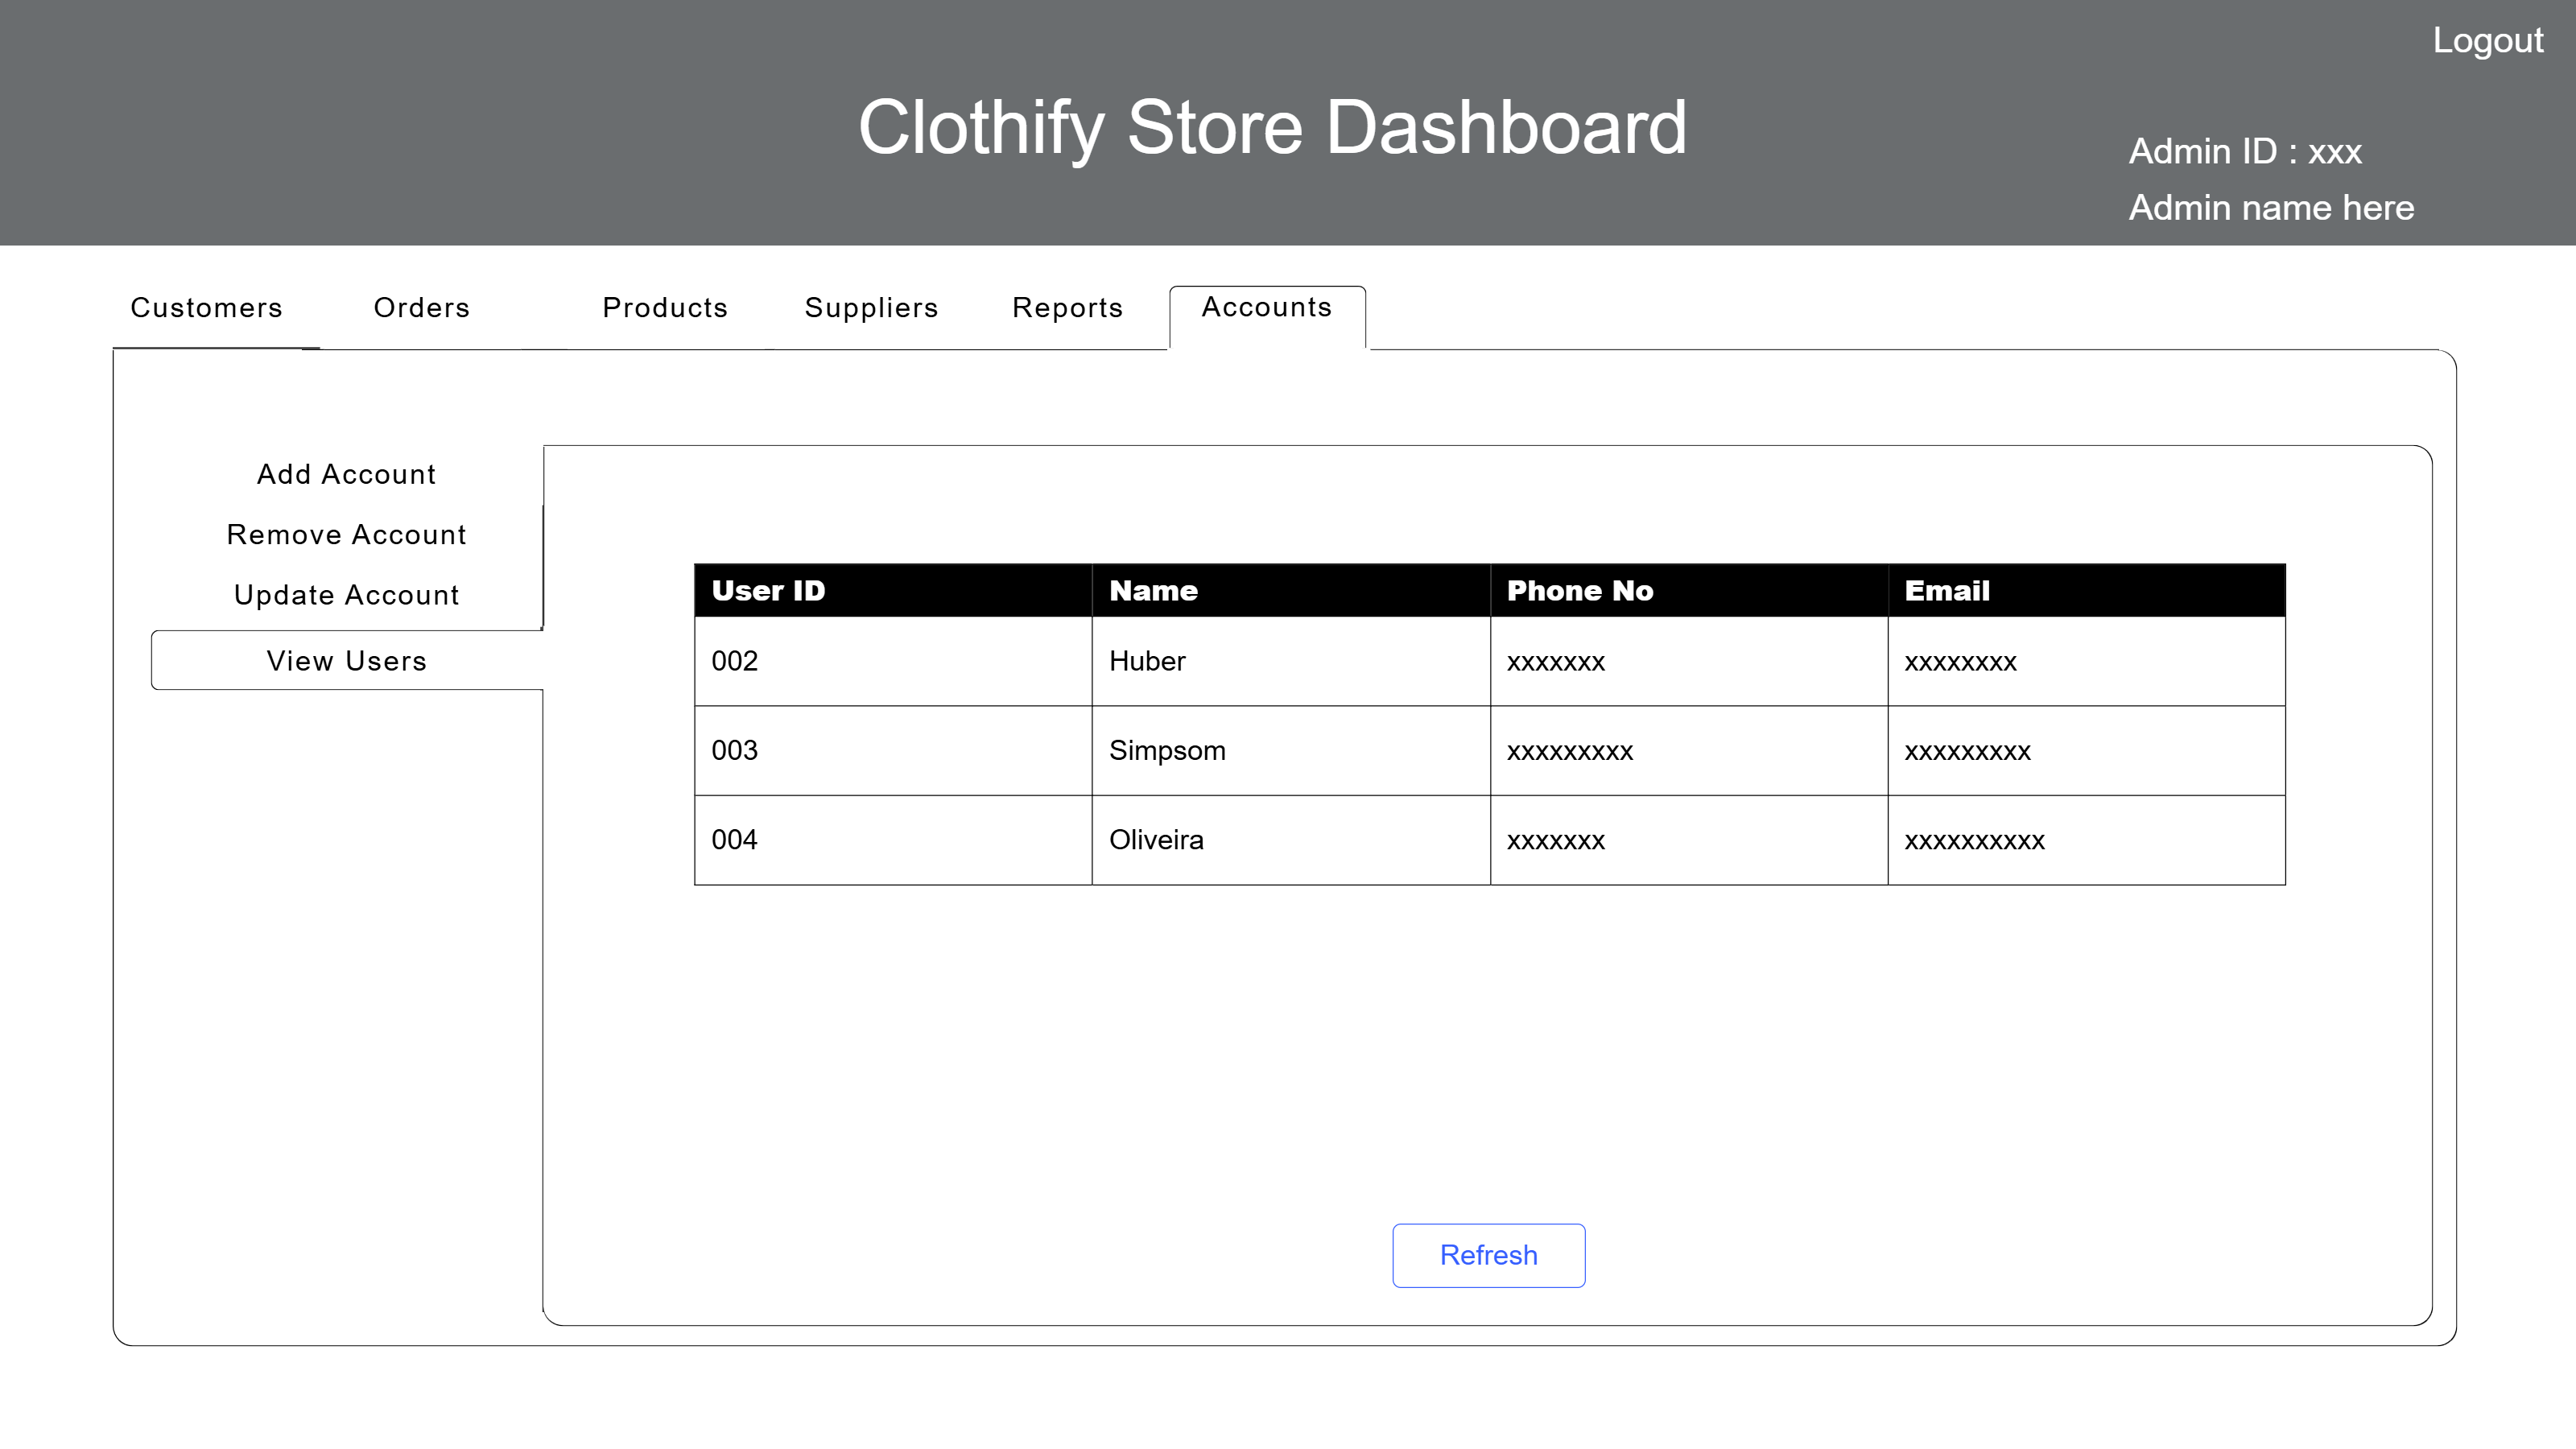 Logout
Clothify Store Dashboard
Admin ID : xxx
Admin name here
Customers Orders Products Suppliers Reports Accounts
Add Account
Remove Account
Update Account
View Users
User ID Name Phone No Email
002 Huber xxxxxxx xxxxxxxx
003 Simpsom xxxxxxxxx xxxxxxxxx
004 Oliveira xxxxxxx xxxxxxxxxx
Refresh